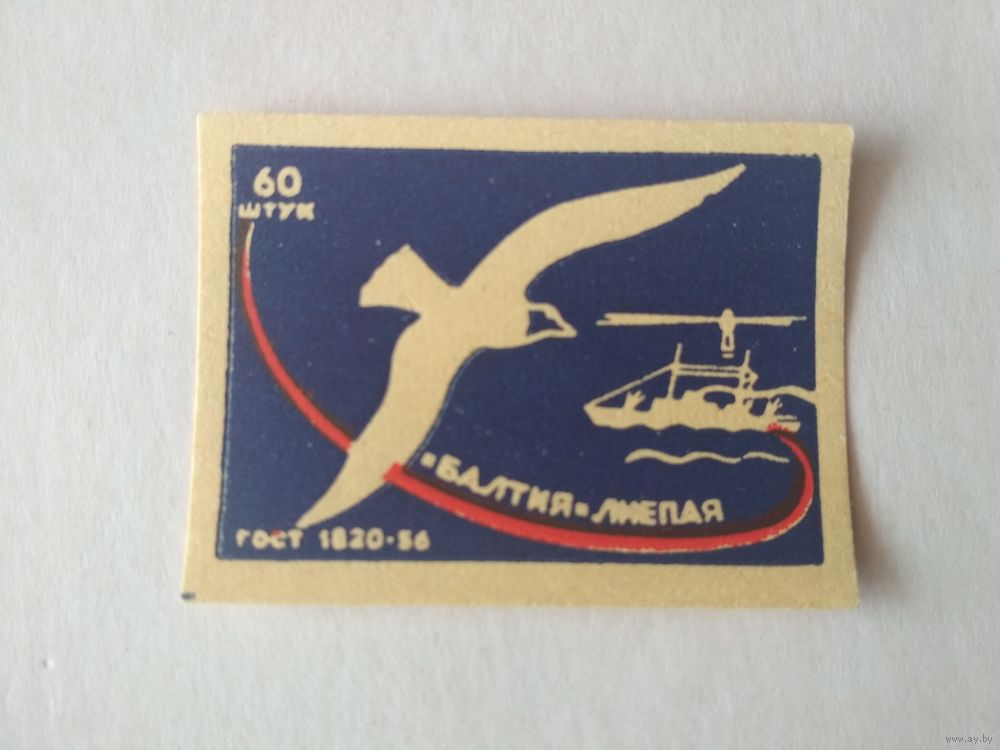 60
ШТУК
"БАЛТИЯ" ЛИЕПАЯ
ГОСТ 1820-56
www.ay.by